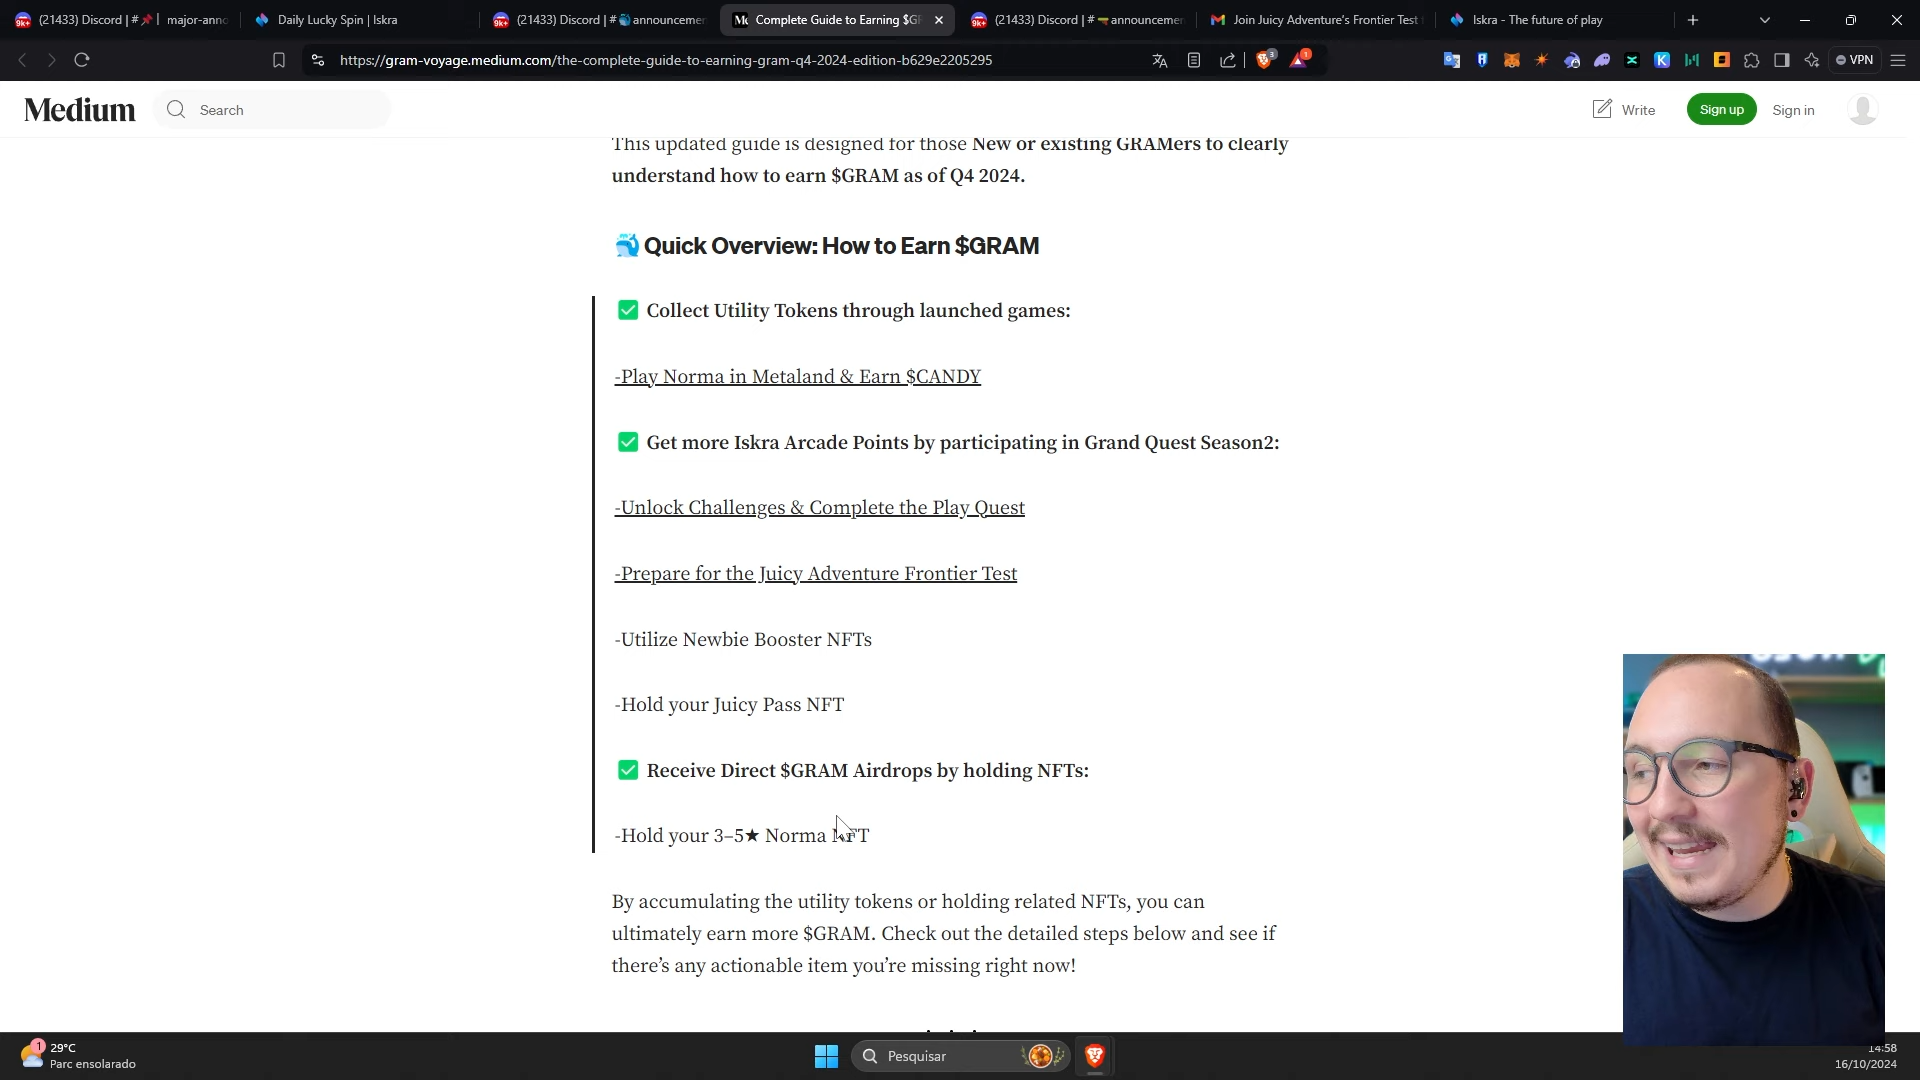 (21433) Discord | #📌 | major-anno
Daily Lucky Spin | Iskra
(21433) Discord | # announcemen
Complete Guide to Earning $GR
(21433) Discord | # announcemen
Join Juicy Adventure's Frontier Test
Iskra - The future of play
https://gram-voyage.medium.com/the-complete-guide-to-earning-gram-q4-2024-edition-b629e2205295
VPN
Medium
Search
Write
Sign up
Sign in
This updated guide is designed for those New or existing GRAMers to clearly
understand how to earn $GRAM as of Q4 2024.
Quick Overview: How to Earn $GRAM
✅ Collect Utility Tokens through launched games:
-Play Norma in Metaland & Earn $CANDY
✅ Get more Iskra Arcade Points by participating in Grand Quest Season2:
-Unlock Challenges & Complete the Play Quest
-Prepare for the Juicy Adventure Frontier Test
-Utilize Newbie Booster NFTs
-Hold your Juicy Pass NFT
✅ Receive Direct $GRAM Airdrops by holding NFTs:
-Hold your 3–5★ Norma NFT
By accumulating the utility tokens or holding related NFTs, you can
ultimately earn more $GRAM. Check out the detailed steps below and see if
there's any actionable item you're missing right now!
29°C
Parc ensolarado
Pesquisar
14:58
16/10/2024